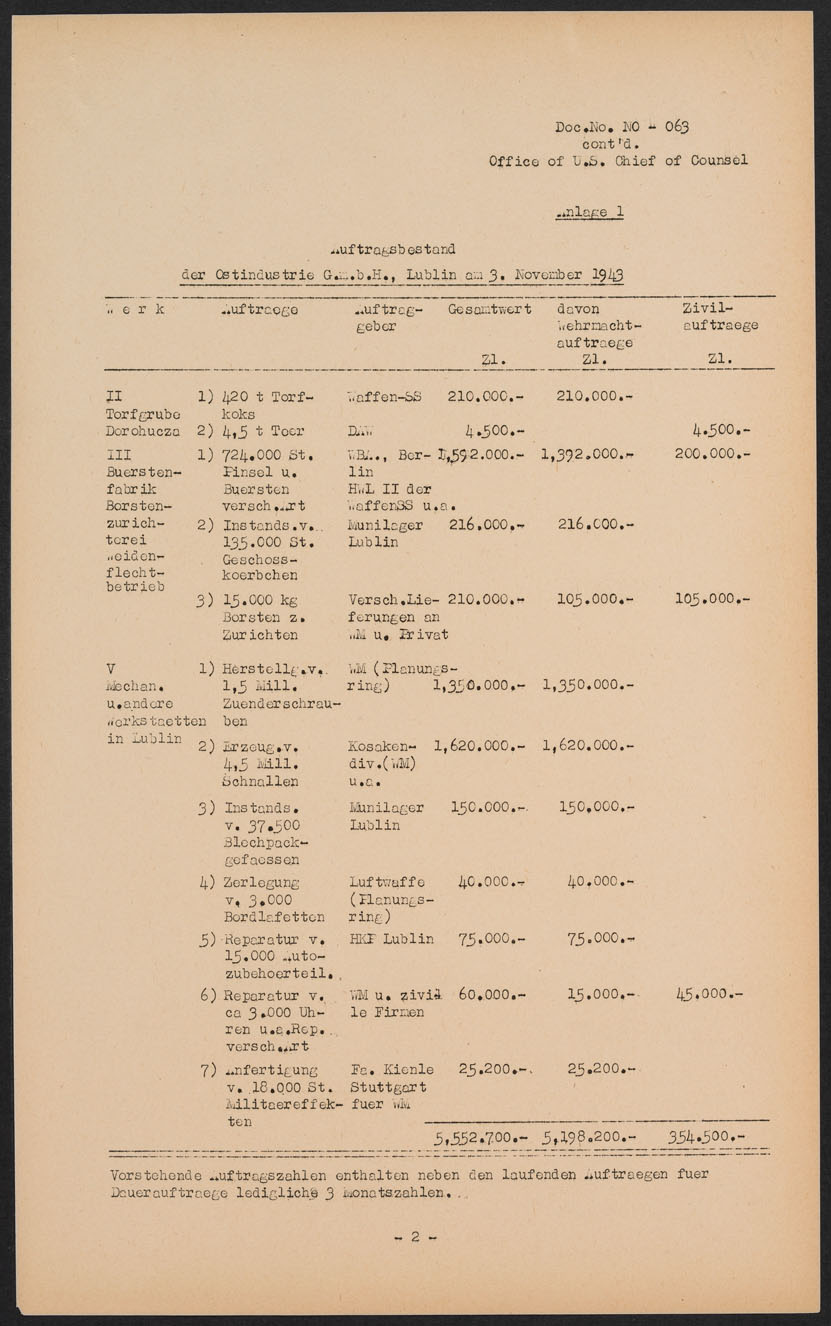 Doc.No. NO - 063
cont'd.
Office of U.S. Chief of Counsel
Anlage 1
Auftragsbestand
der Ostindustrie G.m.b.H., Lublin am 3. November 1943
W e r k Auftraege Auftrag- Gesamtwert davon Zivil-
geber Wehrmacht- auftraege
auftraege
Zl. Zl. Zl.
II 1) 420 t Torf- Waffen-SS 210.000.- 210.000.-
Torfgrube koks
Dorohucza 2) 4,5 t Teer DAW 4.500.- 4.500.-
III 1) 724.000 St. WBA., Ber- 1,592.000.- 1,392.000.- 200.000.-
Buersten- Pinsel u. lin
fabrik Buersten HWL II der
Borsten- versch.Art WaffenSS u.a.
zurich- 2) Instands.v. Munilager 216.000.- 216.000.-
terei 135.000 St. Lublin
Weiden- Geschoss-
flecht- koerbchen
betrieb
3) 15.000 kg Versch.Lie- 210.000.- 105.000.- 105.000.-
Borsten z. ferungen an
Zurichten WM u. Privat
V 1) Herstellg.v. WM (Planungs-
Mechan. 1,5 Mill. ring) 1,350.000.- 1,350.000.-
u.andere Zuenderschrau-
Werkstaetten ben
in Lublin 2) Erzeug.v. Kosaken- 1,620.000.- 1,620.000.-
4,5 Mill. div.(WM)
Schnallen u.a.
3) Instands. Munilager 150.000.- 150.000.-
v. 37.500 Lublin
Blechpack-
gefaessen
4) Zerlegung Luftwaffe 40.000.- 40.000.-
v. 3.000 (Planungs-
Bordlafetten ring)
5) Reparatur v. HKP Lublin 75.000.- 75.000.-
15.000 Auto-
zubehoerteil.
6) Reparatur v. WM u. zivil- 60.000.- 15.000.- 45.000.-
ca 3.000 Uh- le Firmen
ren u.a.Rep.
versch.Art
7) Anfertigung Fa. Kienle 25.200.- 25.200.-
v. 18.000 St. Stuttgart
Militaereffek- fuer WM
ten
5,552.700.- 5,198.200.- 354.500.-
Vorstehende Auftragszahlen enthalten neben den laufenden Auftraegen fuer
Dauerauftraege lediglich 3 Monatszahlen.
- 2 -